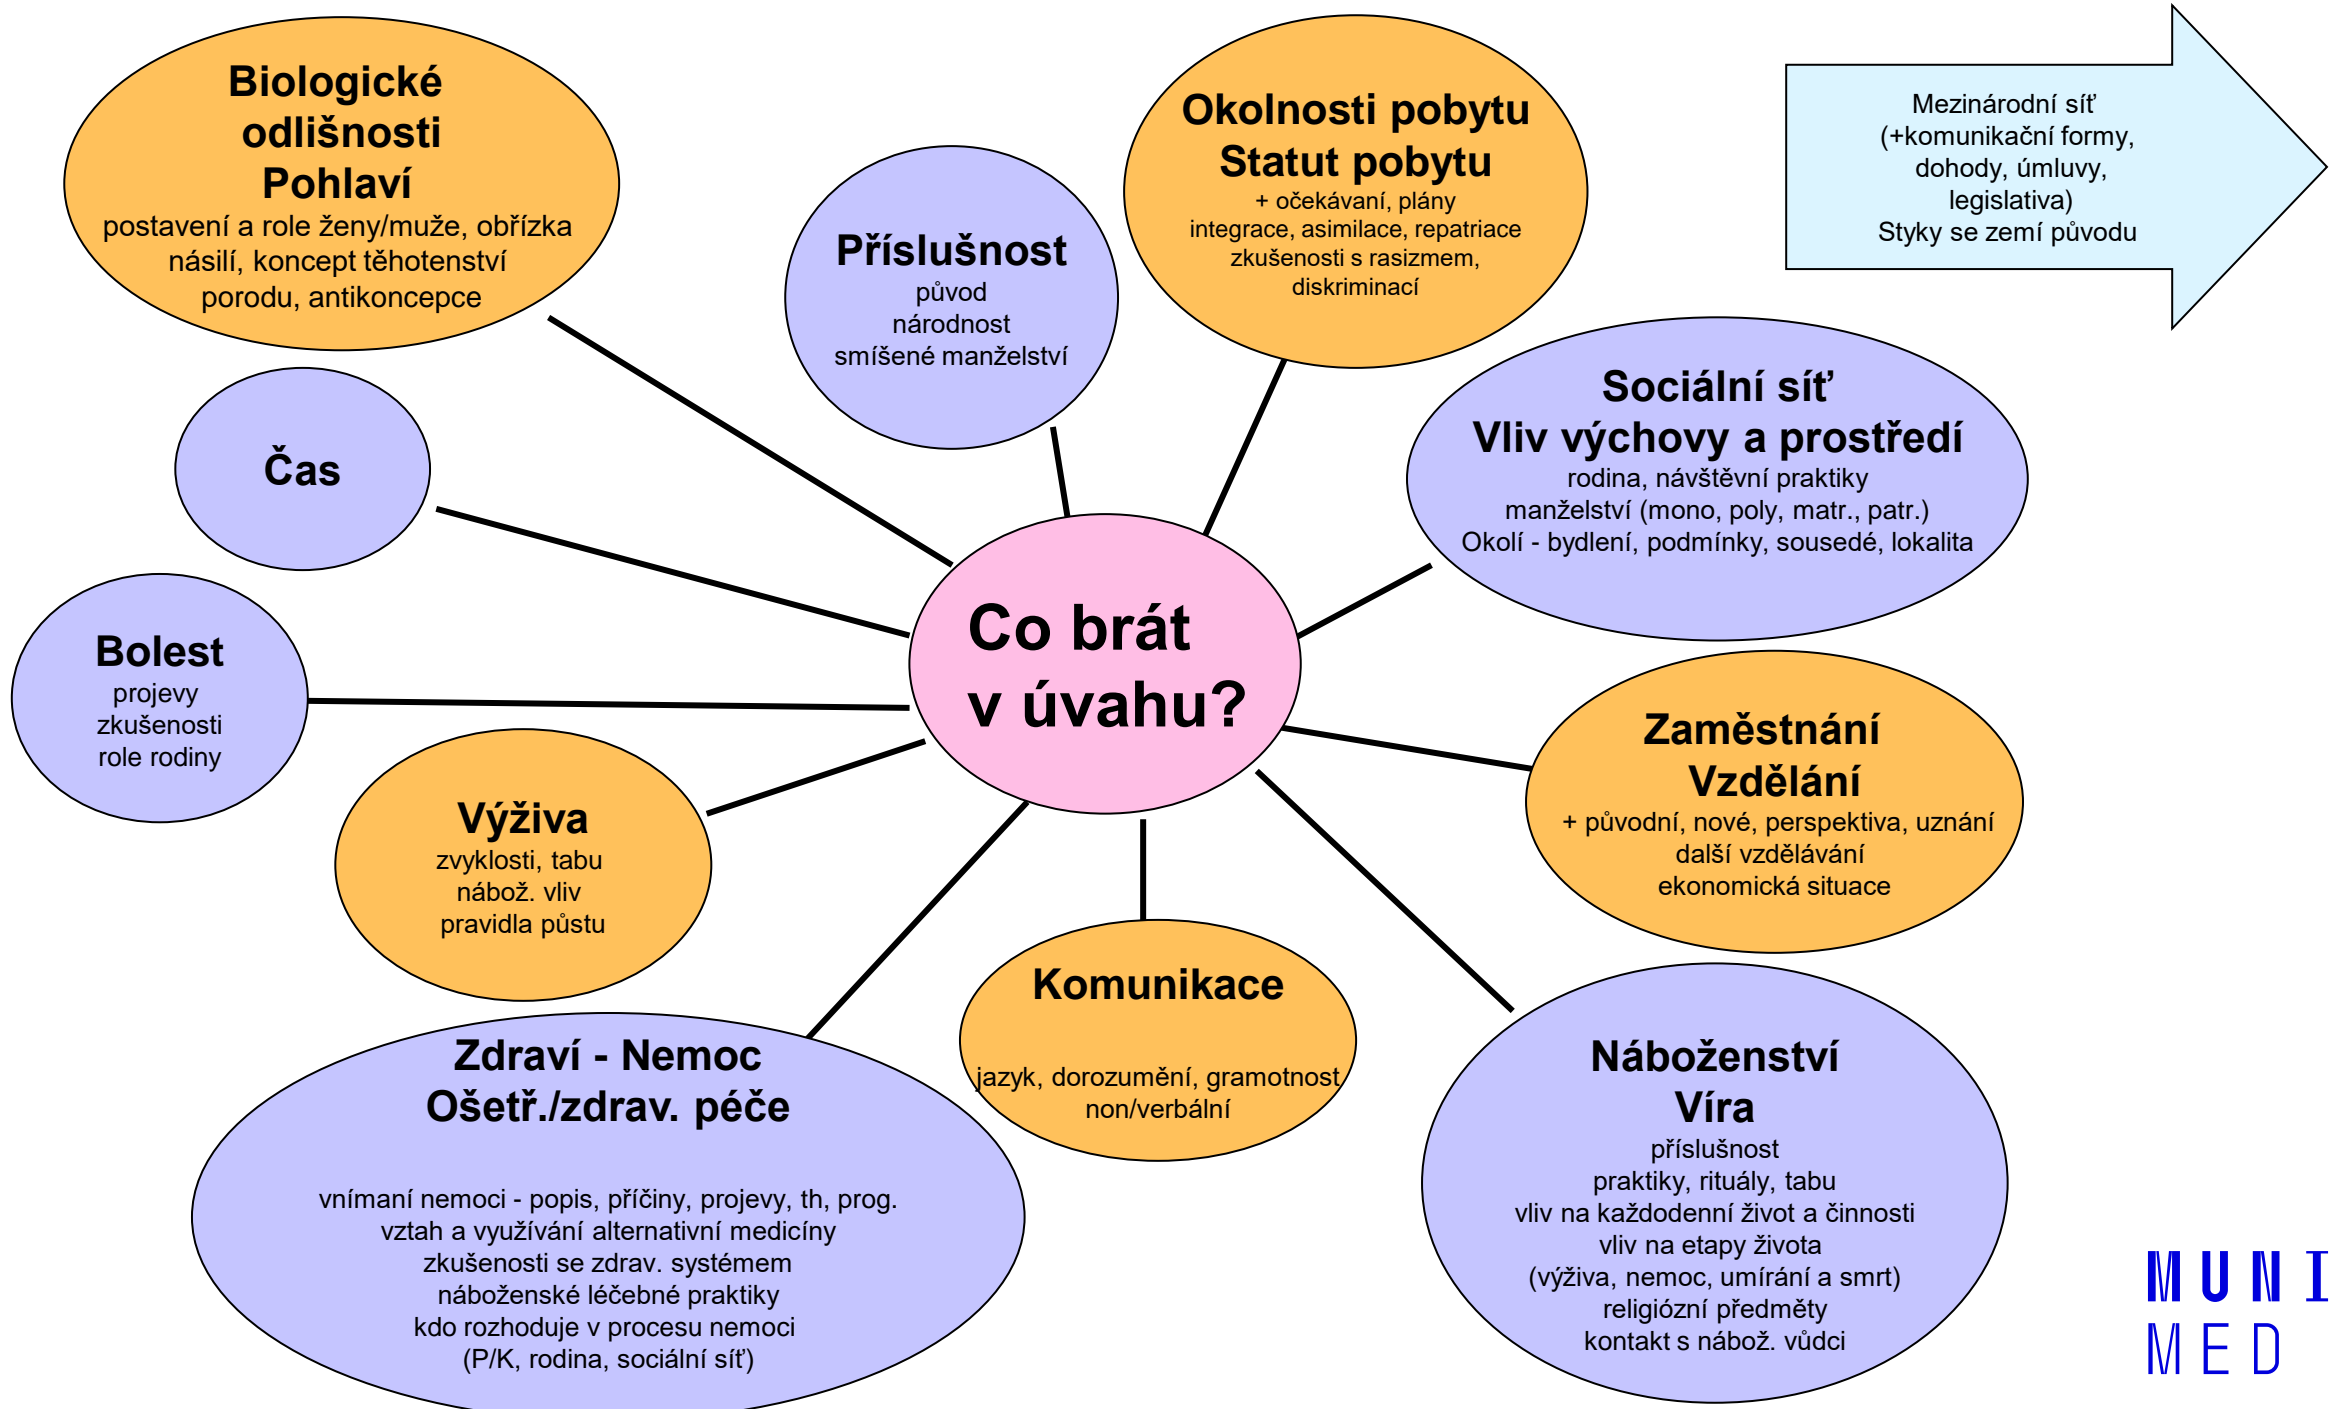 Biologické
odlišnosti
Pohlaví
postavení a role ženy/muže, obřízka
násilí, koncept těhotenství
porodu, antikoncepce
Příslušnost
původ
národnost
smíšené manželství
Okolnosti pobytu
Statut pobytu
+ očekávaní, plány
integrace, asimilace, repatriace
zkušenosti s rasizmem,
diskriminací
Mezinárodní síť
(+komunikační formy,
dohody, úmluvy,
legislativa)
Styky se zemí původu
Čas
Sociální síť
Vliv výchovy a prostředí
rodina, návštěvní praktiky
manželství (mono, poly, matr., patr.)
Okolí - bydlení, podmínky, sousedé, lokalita
Co brát
v úvahu?
Bolest
projevy
zkušenosti
role rodiny
Zaměstnání
Vzdělání
+ původní, nové, perspektiva, uznání
další vzdělávání
ekonomická situace
Výživa
zvyklosti, tabu
nábož. vliv
pravidla půstu
Komunikace
jazyk, dorozumění, gramotnost
non/verbální
Zdraví - Nemoc
Ošetř./zdrav. péče
vnímaní nemoci - popis, příčiny, projevy, th, prog.
vztah a využívání alternativní medicíny
zkušenosti se zdrav. systémem
náboženské léčebné praktiky
kdo rozhoduje v procesu nemoci
(P/K, rodina, sociální síť)
Náboženství
Víra
příslušnost
praktiky, rituály, tabu
vliv na každodenní život a činnosti
vliv na etapy života
(výživa, nemoc, umírání a smrt)
religiózní předměty
kontakt s nábož. vůdci
MUNI
MED